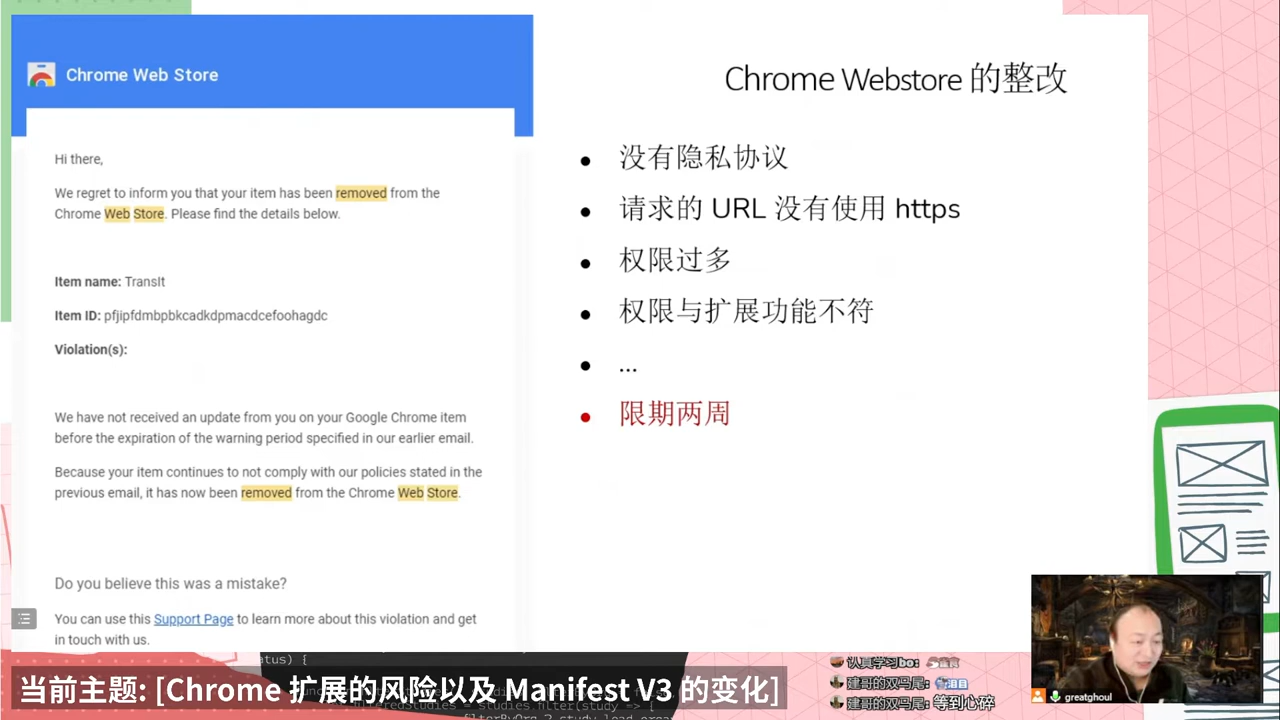 Chrome Web Store
Hi there,
We regret to inform you that your item has been removed from the
Chrome Web Store. Please find the details below.
Item name: TransIt
Item ID: pfjipfdmbpbkcadkdpmacdcefoohagdc
Violation(s):
We have not received an update from you on your Google Chrome item
before the expiration of the warning period specified in our earlier email.
Because your item continues to not comply with our policies stated in the
previous email, it has now been removed from the Chrome Web Store.
Do you believe this was a mistake?
You can use this Support Page to learn more about this violation and get
in touch with us.
Chrome Webstore 的整改
● 没有隐私协议
● 请求的 URL 没有使用 https
● 权限过多
● 权限与扩展功能不符
● ...
● 限期两周
greatghoul
atus) {
当前主题: [Chrome 扩展的风险以及 Manifest V3 的变化]
认真学习bo:
建哥的双马尾:
建哥的双马尾: 等到心碎